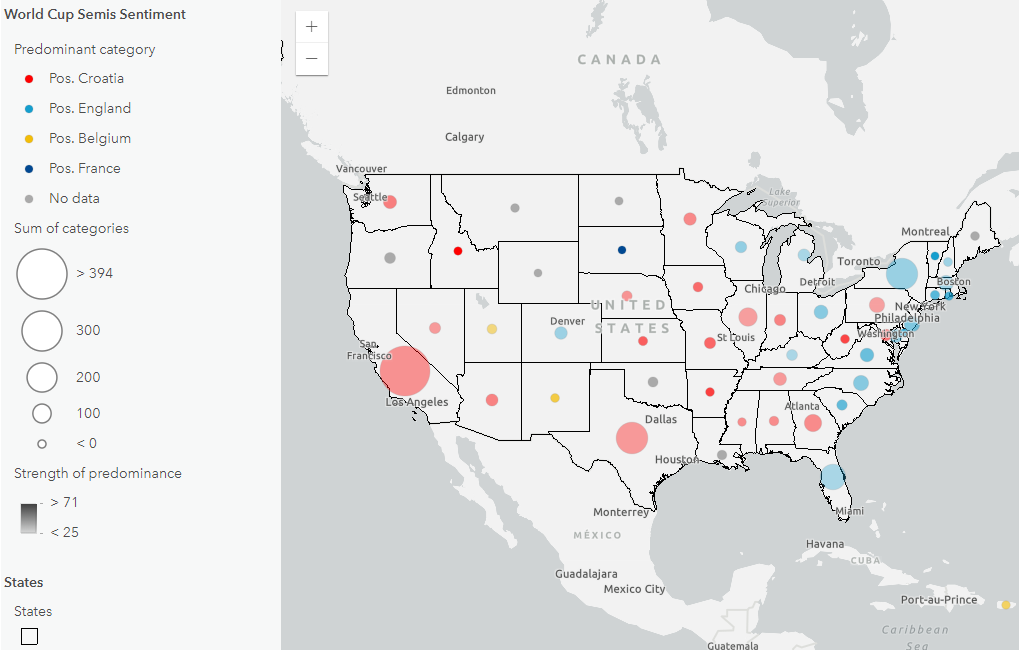 World Cup Semis Sentiment
Predominant category
Pos. Croatia
Pos. England
Pos. Belgium
Pos. France
No data
Sum of categories
> 394
300
200
100
< 0
Strength of predominance
> 71
< 25
States
States
+
−
CANADA
Edmonton
Calgary
Vancouver
Seattle
Lake
Superior
Montreal
Toronto
Boston
Detroit
Chicago
New York
Philadelphia
Washington
UNITED
STATES
Denver
St Louis
San
Francisco
Los Angeles
Atlanta
Dallas
Houston
Miami
Monterrey
MÉXICO
Havana
CUBA
Guadalajara
Mexico City
Port-au-Prince
Caribbean
Sea
Guatemala